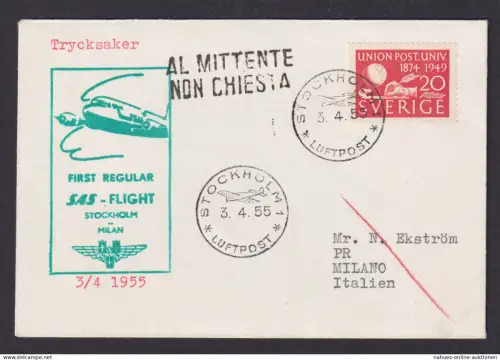 Trycksaker
AL MITTENTE
NON CHIESTA
UNION POST. UNIV.
1874 1949
20
SVERIGE
STOCKHOLM
3. 4. 55
* LUFTPOST *
FIRST REGULAR
SAS - FLIGHT
STOCKHOLM
-
MILAN
3/4 1955
STOCKHOLM 1
3. 4. 55
* LUFTPOST *
Mr. N. Ekström
PR
MILANO
Italien
www.nahues-online-auktionen.de